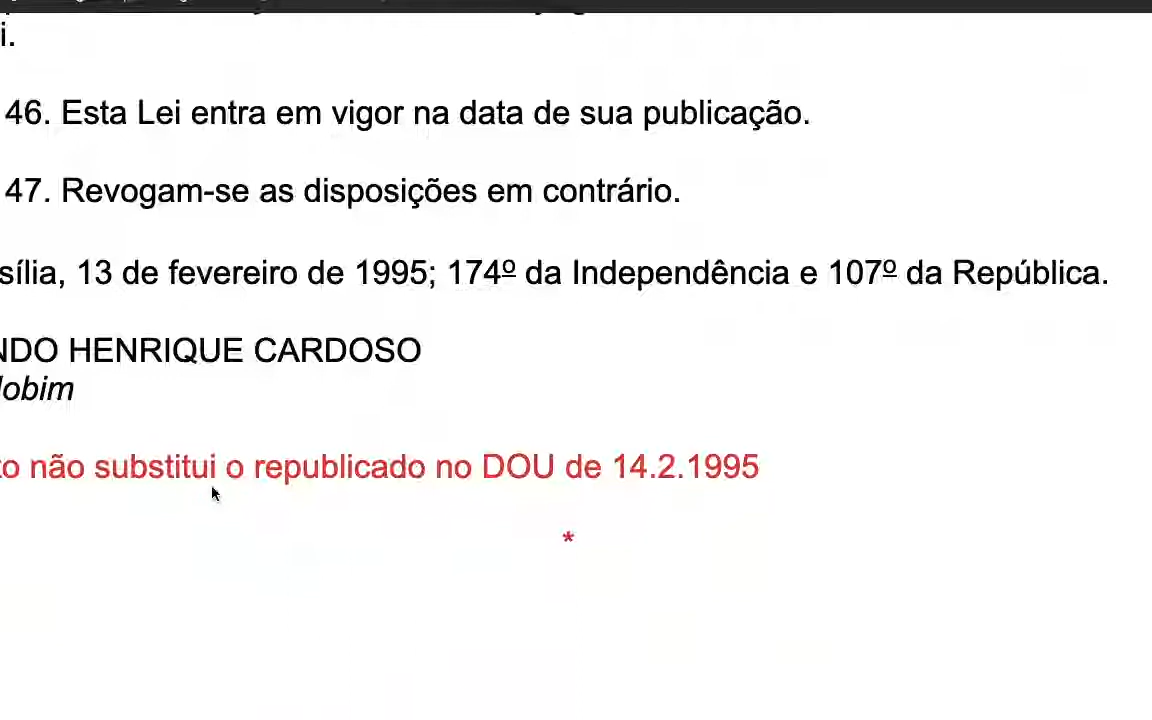 i.
46. Esta Lei entra em vigor na data de sua publicação.
47. Revogam-se as disposições em contrário.
sília, 13 de fevereiro de 1995; 174º da Independência e 107º da República.
NDO HENRIQUE CARDOSO
lobim
to não substitui o republicado no DOU de 14.2.1995
*